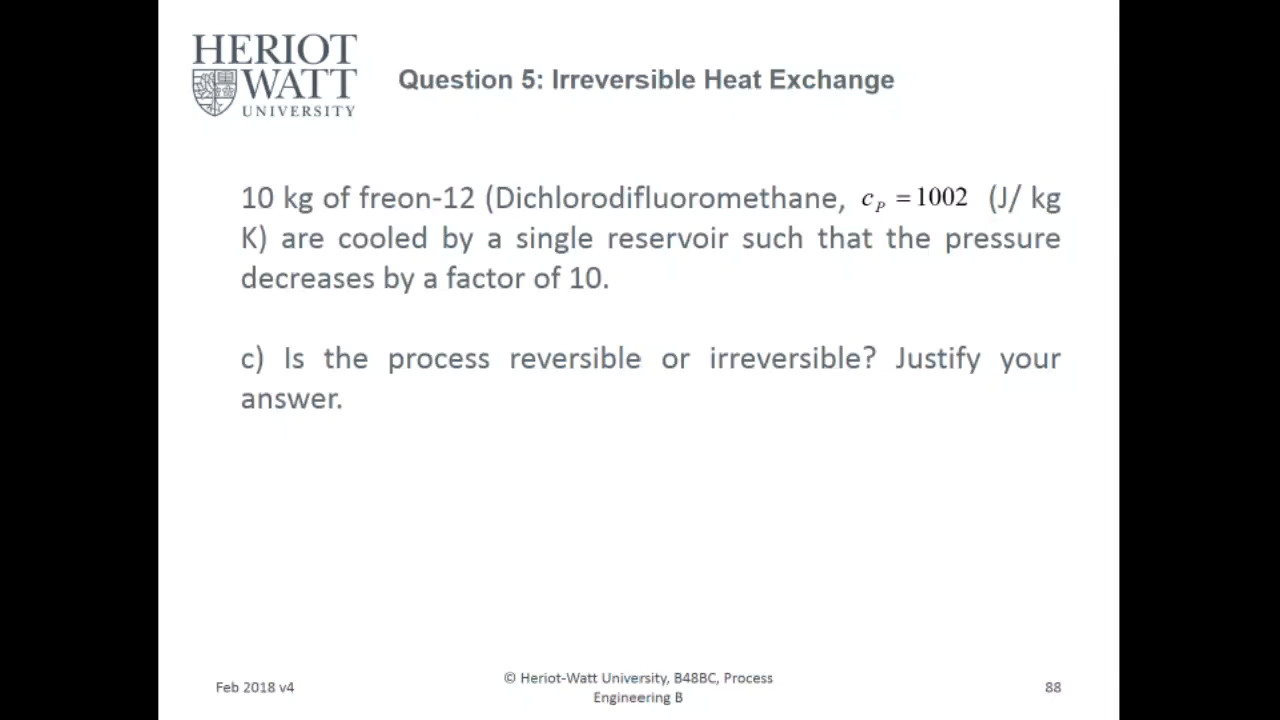 HERIOT
WATT
UNIVERSITY
Question 5: Irreversible Heat Exchange
10 kg of freon-12 (Dichlorodifluoromethane, c_P = 1002 (J/ kg
K) are cooled by a single reservoir such that the pressure
decreases by a factor of 10.
c) Is the process reversible or irreversible? Justify your
answer.
Feb 2018 v4
© Heriot-Watt University, B48BC, Process
Engineering B
88